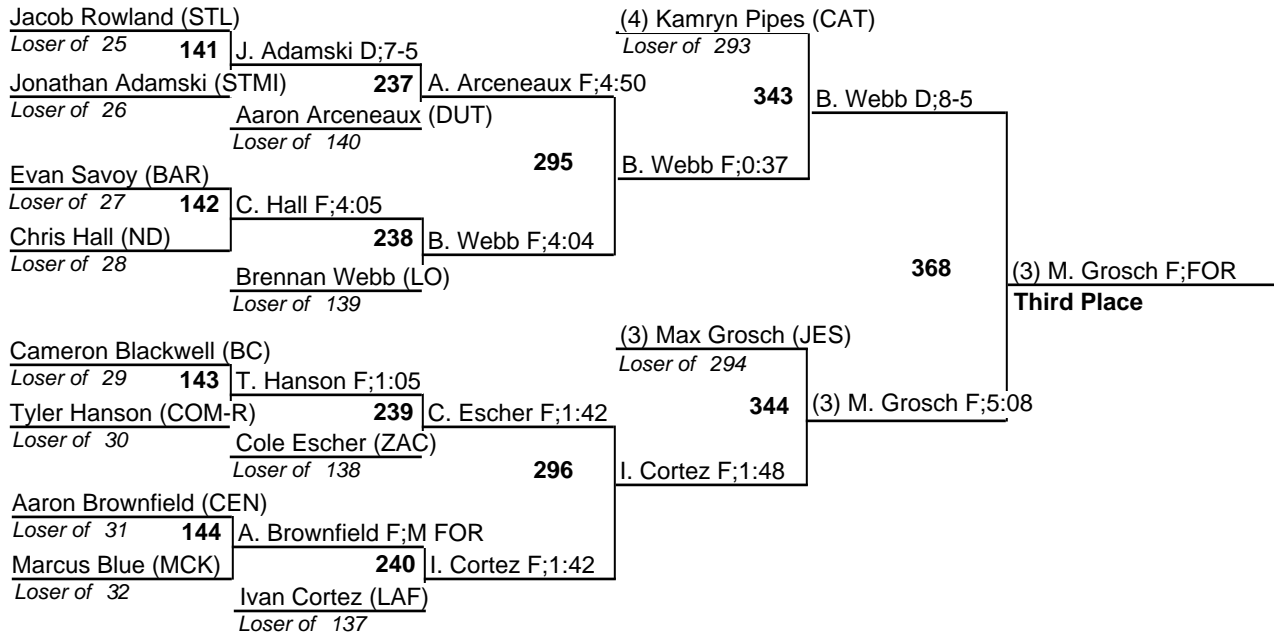 Jacob Rowland (STL)
Loser of 25
141
J. Adamski D;7-5
Jonathan Adamski (STMI)
Loser of 26
237
A. Arceneaux F;4:50
Aaron Arceneaux (DUT)
Loser of 140
295
Evan Savoy (BAR)
Loser of 27
142
C. Hall F;4:05
Chris Hall (ND)
Loser of 28
238
B. Webb F;4:04
Brennan Webb (LO)
Loser of 139
(4) Kamryn Pipes (CAT)
Loser of 293
343
B. Webb D;8-5
B. Webb F;0:37
368
(3) M. Grosch F;FOR
Third Place
Cameron Blackwell (BC)
Loser of 29
143
T. Hanson F;1:05
Tyler Hanson (COM-R)
Loser of 30
239
C. Escher F;1:42
Cole Escher (ZAC)
Loser of 138
296
Aaron Brownfield (CEN)
Loser of 31
144
A. Brownfield F;M FOR
Marcus Blue (MCK)
Loser of 32
240
I. Cortez F;1:42
Ivan Cortez (LAF)
Loser of 137
(3) Max Grosch (JES)
Loser of 294
344
(3) M. Grosch F;5:08
I. Cortez F;1:48